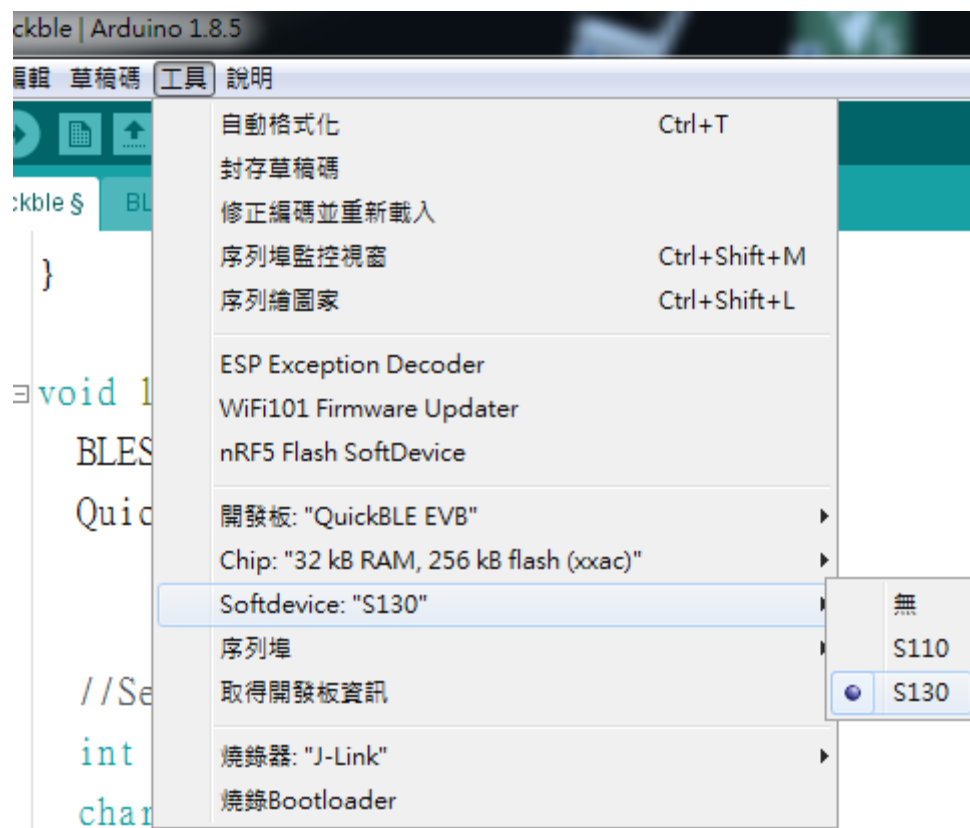 ckble | Arduino 1.8.5
編輯 草稿碼 工具 說明
自動格式化 Ctrl+T
封存草稿碼
修正編碼並重新載入
序列埠監控視窗 Ctrl+Shift+M
序列繪圖家 Ctrl+Shift+L
ckble § BL
}
ESP Exception Decoder
void l
WiFi101 Firmware Updater
BLES
nRF5 Flash SoftDevice
Quic
開發板: "QuickBLE EVB"
Chip: "32 kB RAM, 256 kB flash (xxac)"
Softdevice: "S130"
無
序列埠
S110
//Se
取得開發板資訊
S130
int
燒錄器: "J-Link"
char
燒錄Bootloader